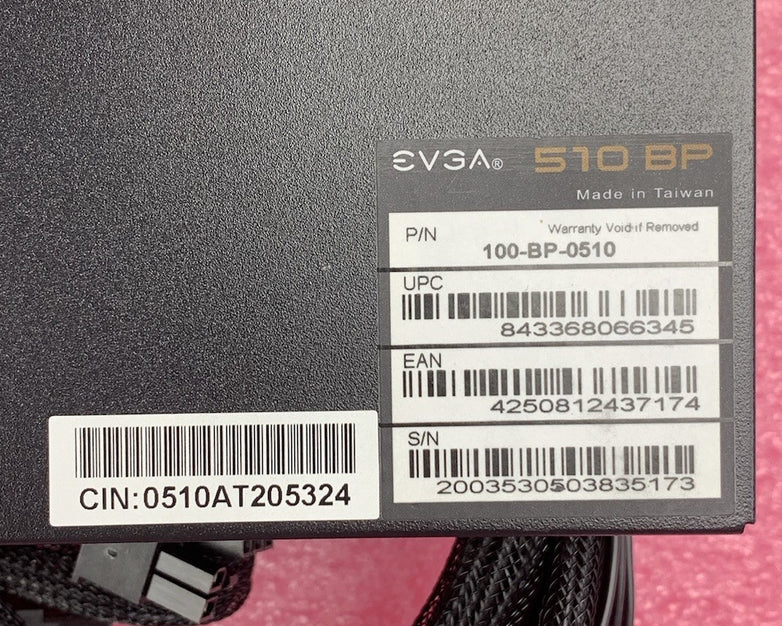 EVGA® 510 BP
Made in Taiwan
P/N
Warranty Void if Removed
100-BP-0510
UPC
843368066345
EAN
4250812437174
S/N
2003530503835173
CIN:0510AT205324